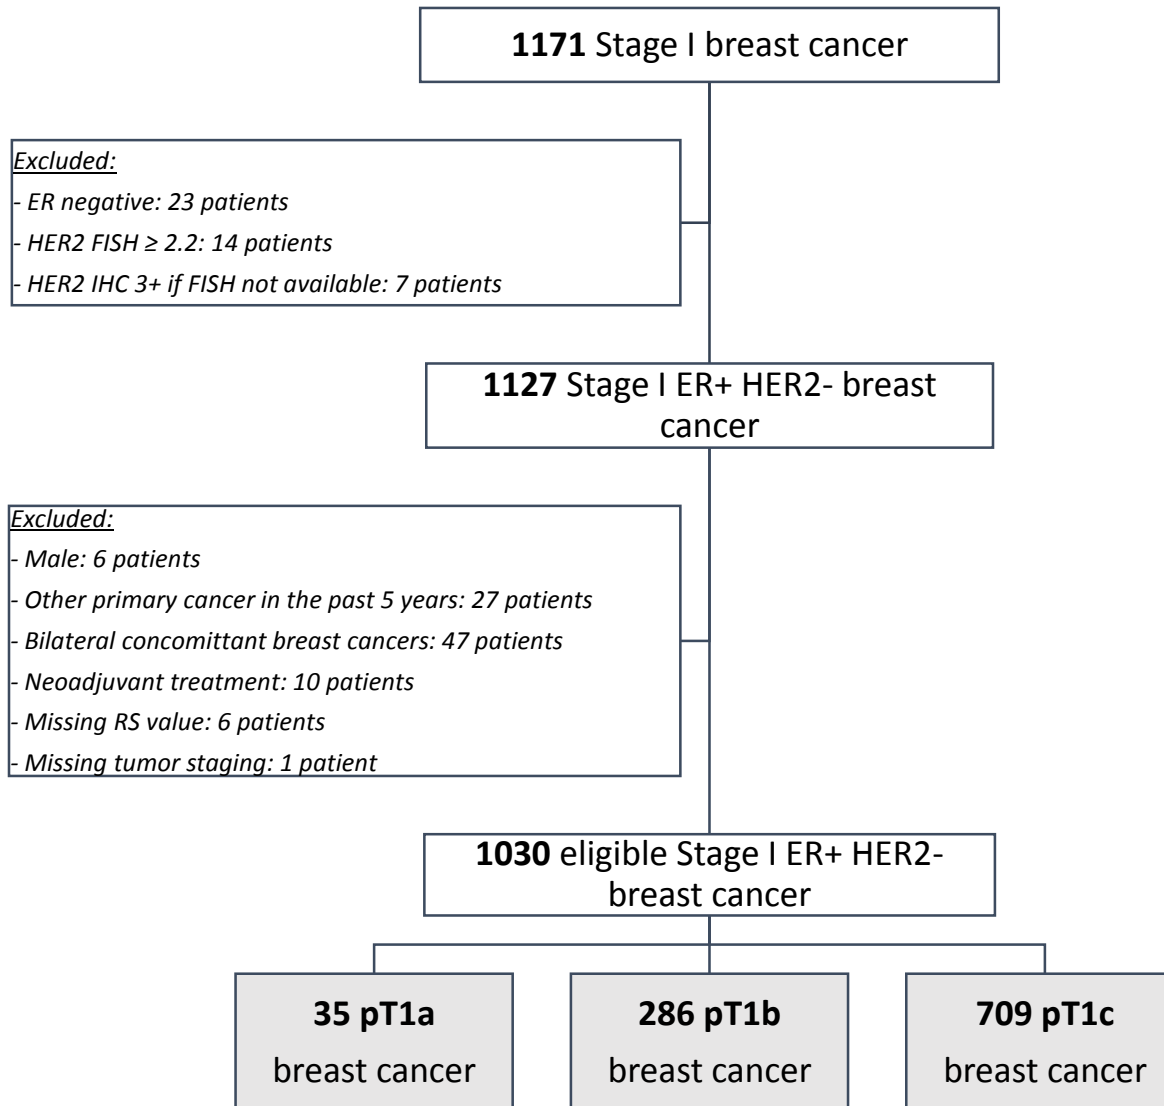 1171 Stage I breast cancer
Excluded:
- ER negative: 23 patients
- HER2 FISH ≥ 2.2: 14 patients
- HER2 IHC 3+ if FISH not available: 7 patients
1127 Stage I ER+ HER2- breast
cancer
Excluded:
- Male: 6 patients
- Other primary cancer in the past 5 years: 27 patients
- Bilateral concomittant breast cancers: 47 patients
- Neoadjuvant treatment: 10 patients
- Missing RS value: 6 patients
- Missing tumor staging: 1 patient
1030 eligible Stage I ER+ HER2-
breast cancer
35 pT1a
breast cancer
286 pT1b
breast cancer
709 pT1c
breast cancer